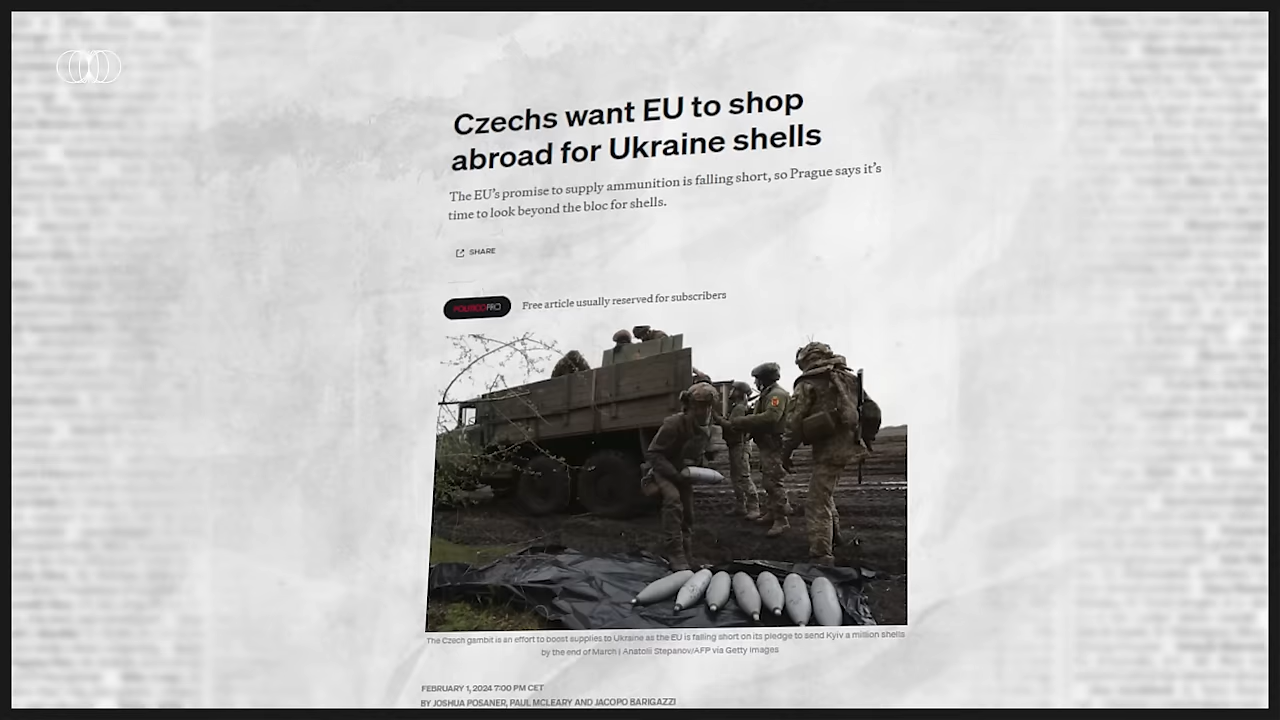 Czechs want EU to shop
abroad for Ukraine shells
The EU’s promise to supply ammunition is falling short, so Prague says it’s
time to look beyond the bloc for shells.
SHARE
POLITICO PRO
Free article usually reserved for subscribers
The Czech gambit is an effort to boost supplies to Ukraine as the EU is falling short on its pledge to send Kyiv a million shells
by the end of March | Anatolii Stepanov/AFP via Getty Images
FEBRUARY 1, 2024 7:00 PM CET
BY JOSHUA POSANER, PAUL MCLEARY AND JACOPO BARIGAZZI